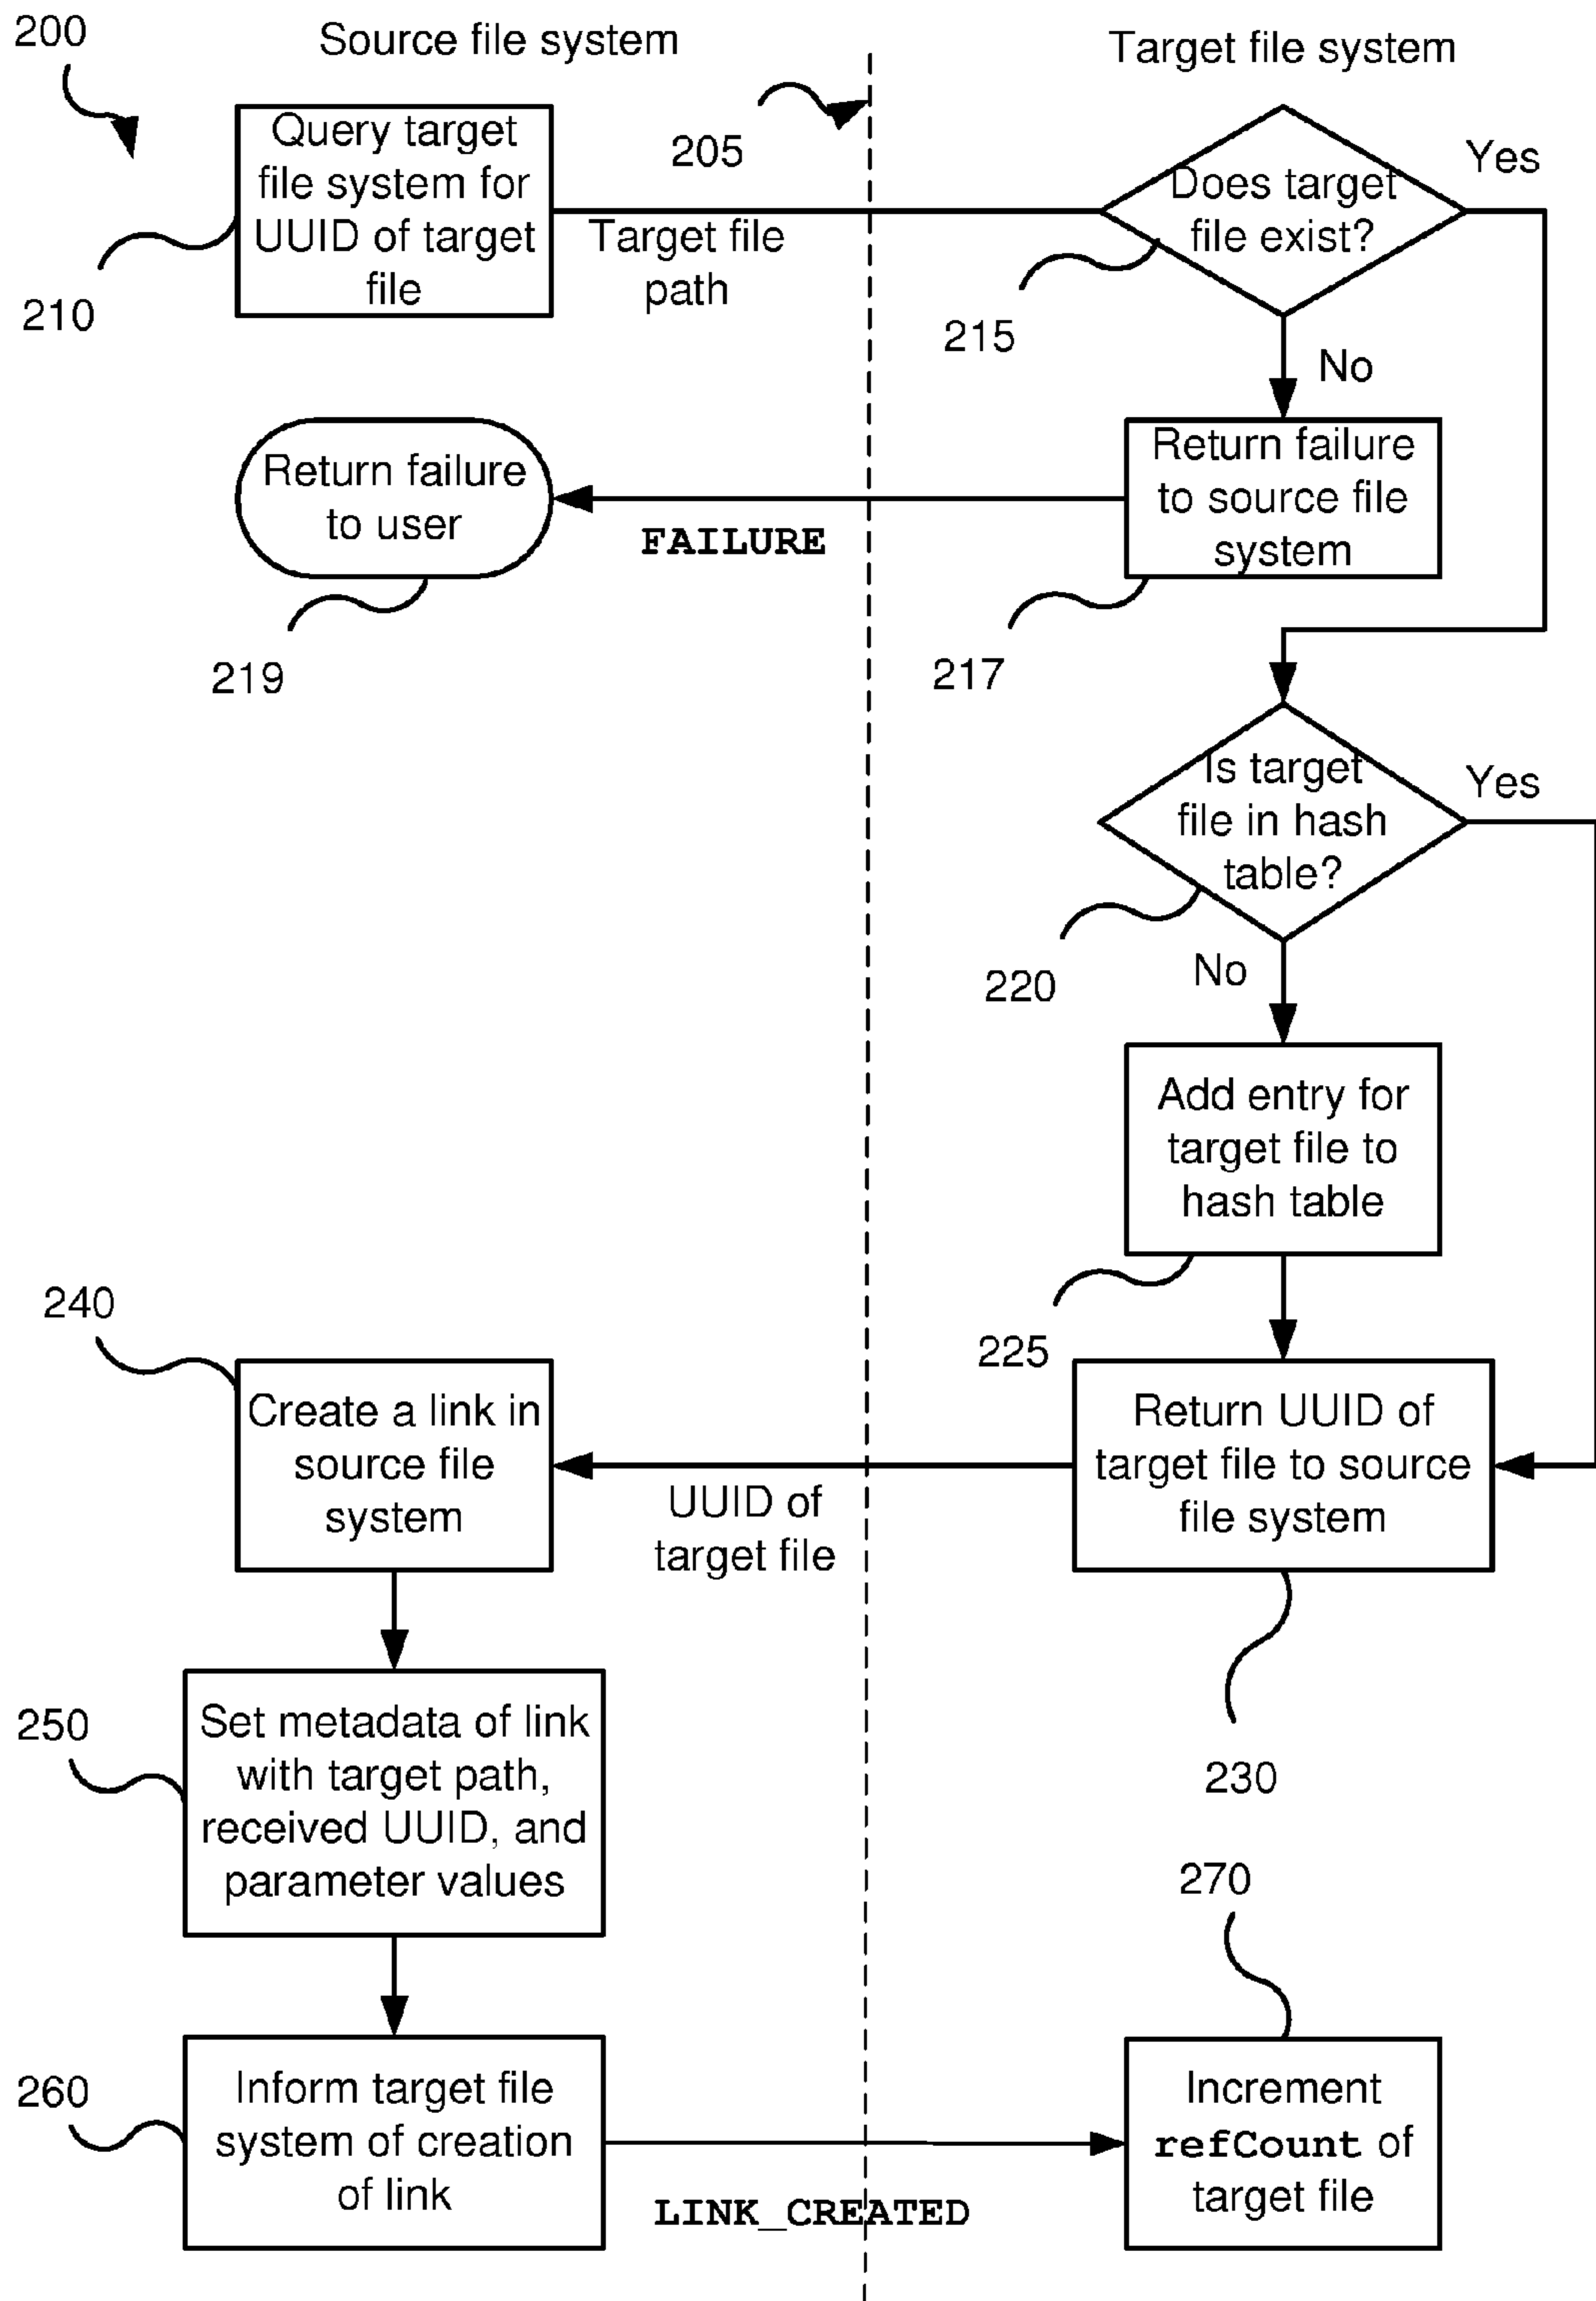 200
Source file system
Target file system
Query target
file system for
UUID of target
file
210
205
Target file
path
Does target
file exist?
Yes
215
No
Return failure
to source file
system
217
FAILURE
Return failure
to user
219
Is target
file in hash
table?
Yes
220
No
Add entry for
target file to
hash table
225
Return UUID of
target file to source
file system
230
UUID of
target file
240
Create a link in
source file
system
250
Set metadata of link
with target path,
received UUID, and
parameter values
260
Inform target file
system of creation
of link
LINK_CREATED
270
Increment
refCount of
target file